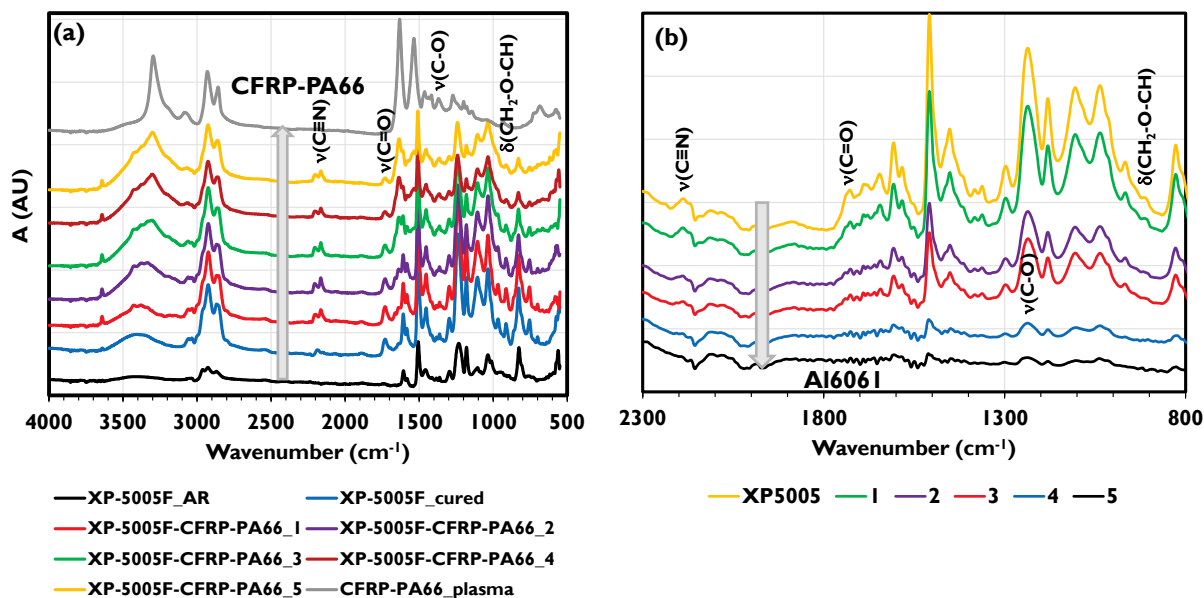 (a)
CFRP-PA66
ν(C≡N)
ν(C=O)
ν(C-O)
δ(CH2-O-CH)
A (AU)
4000 3500 3000 2500 2000 1500 1000 500
Wavenumber (cm-1)
XP-5005F_AR XP-5005F_cured
XP-5005F-CFRP-PA66_1 XP-5005F-CFRP-PA66_2
XP-5005F-CFRP-PA66_3 XP-5005F-CFRP-PA66_4
XP-5005F-CFRP-PA66_5 CFRP-PA66_plasma
(b)
ν(C≡N)
ν(C=O)
ν(C-O)
δ(CH2-O-CH)
Al6061
2300 1800 1300 800
Wavenumber (cm-1)
XP5005 1 2 3 4 5